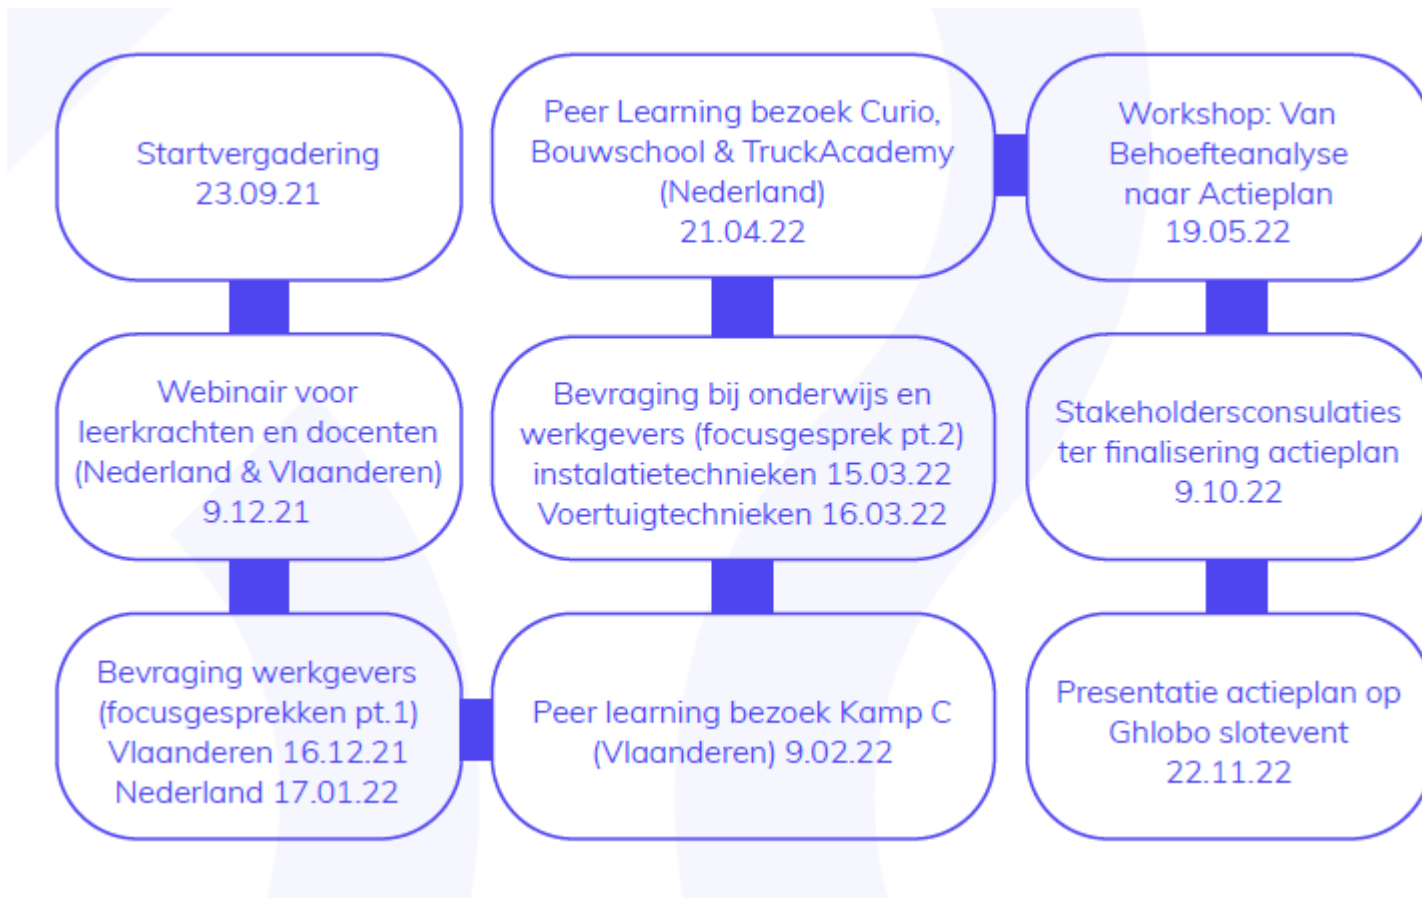 Startvergadering
23.09.21
Webinair voor
leerkrachten en docenten
(Nederland & Vlaanderen)
9.12.21
Bevraging werkgevers
(focusgesprekken pt.1)
Vlaanderen 16.12.21
Nederland 17.01.22
Peer learning bezoek Kamp C
(Vlaanderen) 9.02.22
Bevraging bij onderwijs en
werkgevers (focusgesprek pt.2)
instalatietechnieken 15.03.22
Voertuigtechnieken 16.03.22
Peer Learning bezoek Curio,
Bouwschool & TruckAcademy
(Nederland)
21.04.22
Workshop: Van
Behoefteanalyse
naar Actieplan
19.05.22
Stakeholdersconsulaties
ter finalisering actieplan
9.10.22
Presentatie actieplan op
Ghlobo slotevent
22.11.22